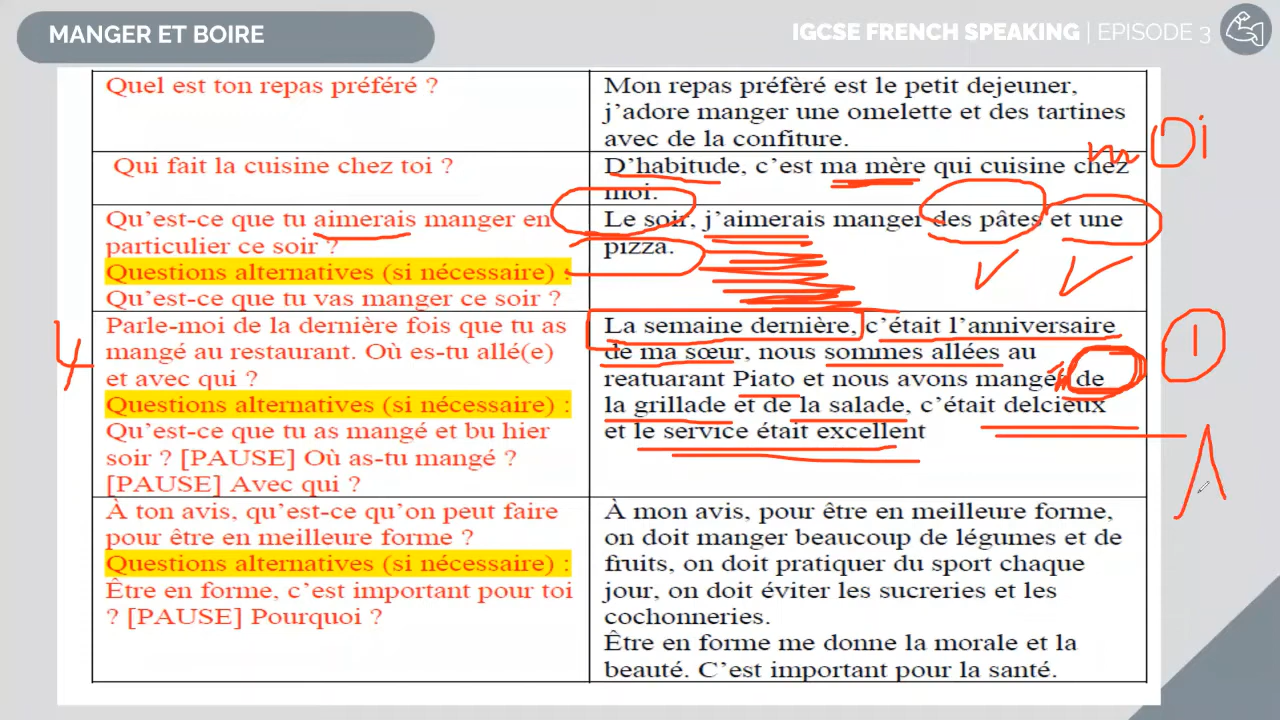 MANGER ET BOIRE
IGCSE FRENCH SPEAKING | EPISODE 3
Quel est ton repas préféré ?
Mon repas préfèré est le petit dejeuner,
j'adore manger une omelette et des tartines
avec de la confiture.
Qui fait la cuisine chez toi ?
D'habitude, c'est ma mère qui cuisine chez
moi.
moi
Qu'est-ce que tu aimerais manger en
particulier ce soir ?
Questions alternatives (si nécessaire) :
Qu'est-ce que tu vas manger ce soir ?
Le soir, j'aimerais manger des pâtes et une
pizza.
4
Parle-moi de la dernière fois que tu as
mangé au restaurant. Où es-tu allé(e)
et avec qui ?
Questions alternatives (si nécessaire) :
Qu'est-ce que tu as mangé et bu hier
soir ? [PAUSE] Où as-tu mangé ?
[PAUSE] Avec qui ?
La semaine dernière, c'était l'anniversaire
de ma sœur, nous sommes allées au
reatuarant Piato et nous avons mangé de
la grillade et de la salade, c'était delcieux
et le service était excellent
1
À ton avis, qu'est-ce qu'on peut faire
pour être en meilleure forme ?
Questions alternatives (si nécessaire) :
Être en forme, c'est important pour toi
? [PAUSE] Pourquoi ?
À mon avis, pour être en meilleure forme,
on doit manger beaucoup de légumes et de
fruits, on doit pratiquer du sport chaque
jour, on doit éviter les sucreries et les
cochonneries.
Être en forme me donne la morale et la
beauté. C'est important pour la santé.